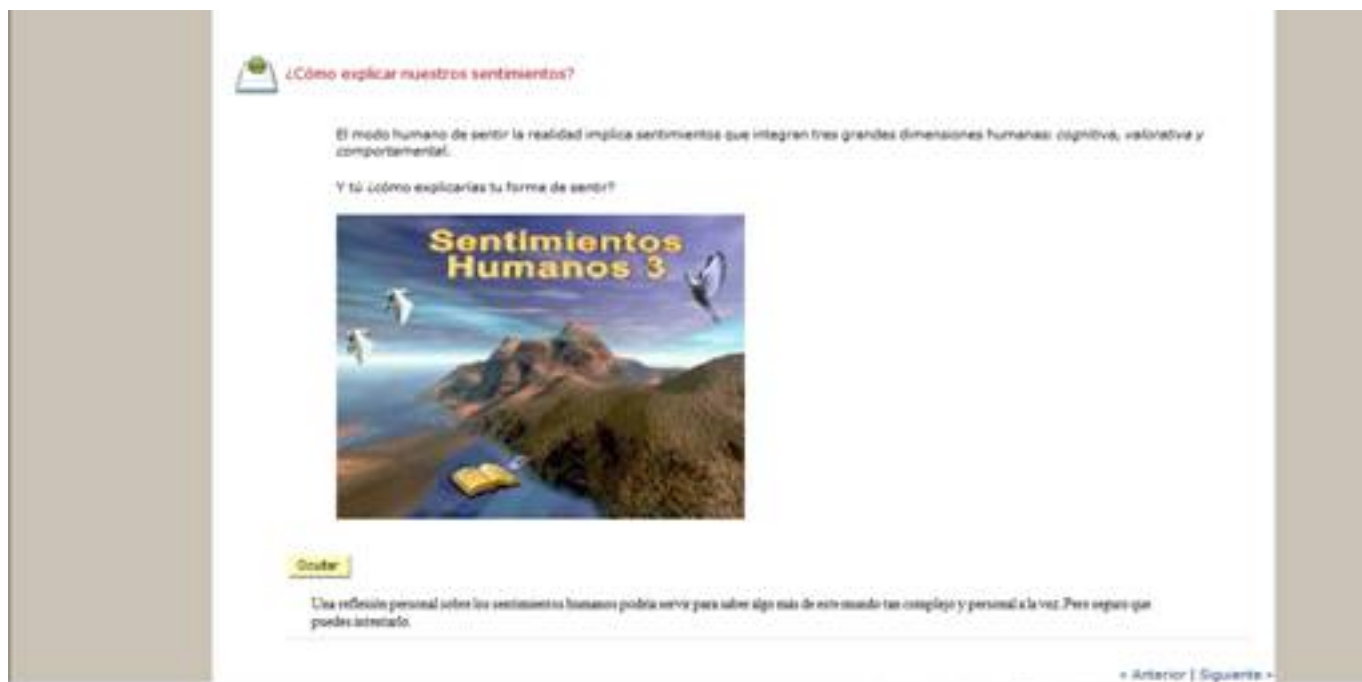 ¿Cómo explicar nuestros sentimientos?
El modo humano de sentir la realidad implica sentimientos que integran tres grandes dimensiones humanas: cognitiva, valorativa y
comportamental.
Y tú ¿cómo explicarías tu forma de sentir?
Sentimientos
Humanos 3
Ocultar
Una reflexión personal sobre los sentimientos humanos podría servir para saber algo más de este mundo tan complejo y personal a la vez. Pero seguro que
puedes intentarlo.
« Anterior | Siguiente »